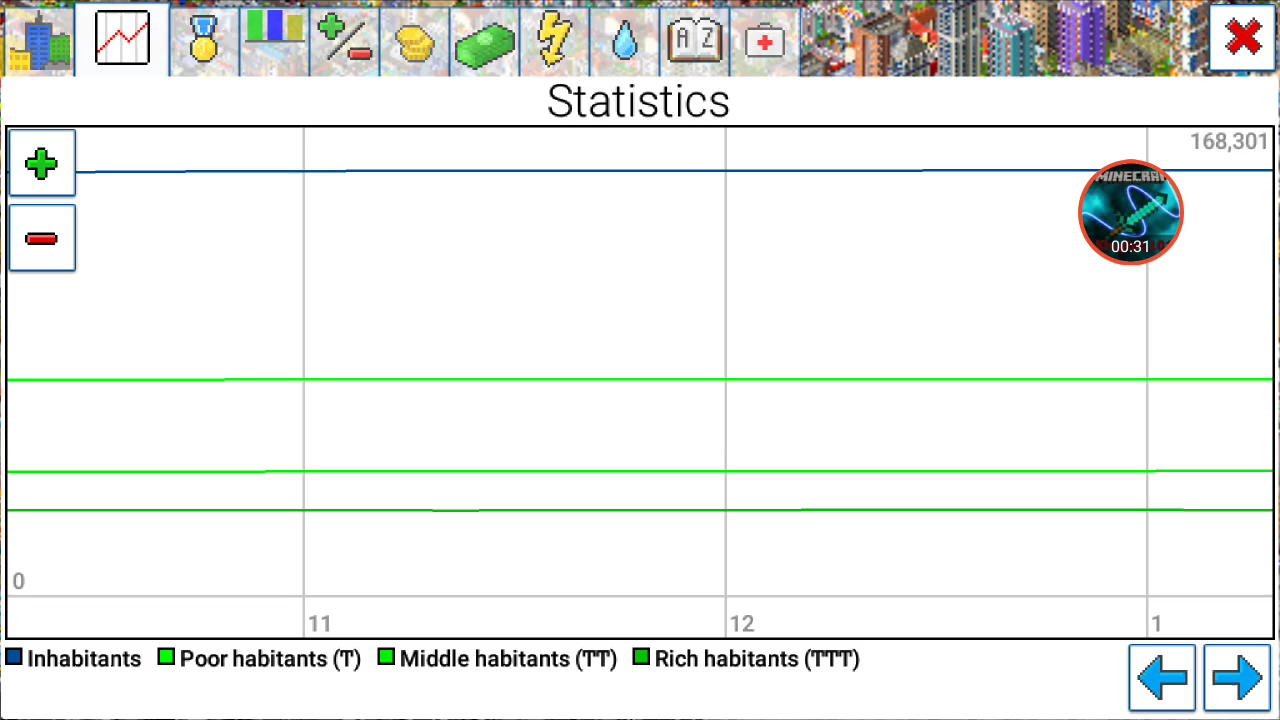 A Z
Statistics
168,301
MINECRAFT
00:31
0
11
12
1
Inhabitants Poor habitants (T) Middle habitants (TT) Rich habitants (TTT)